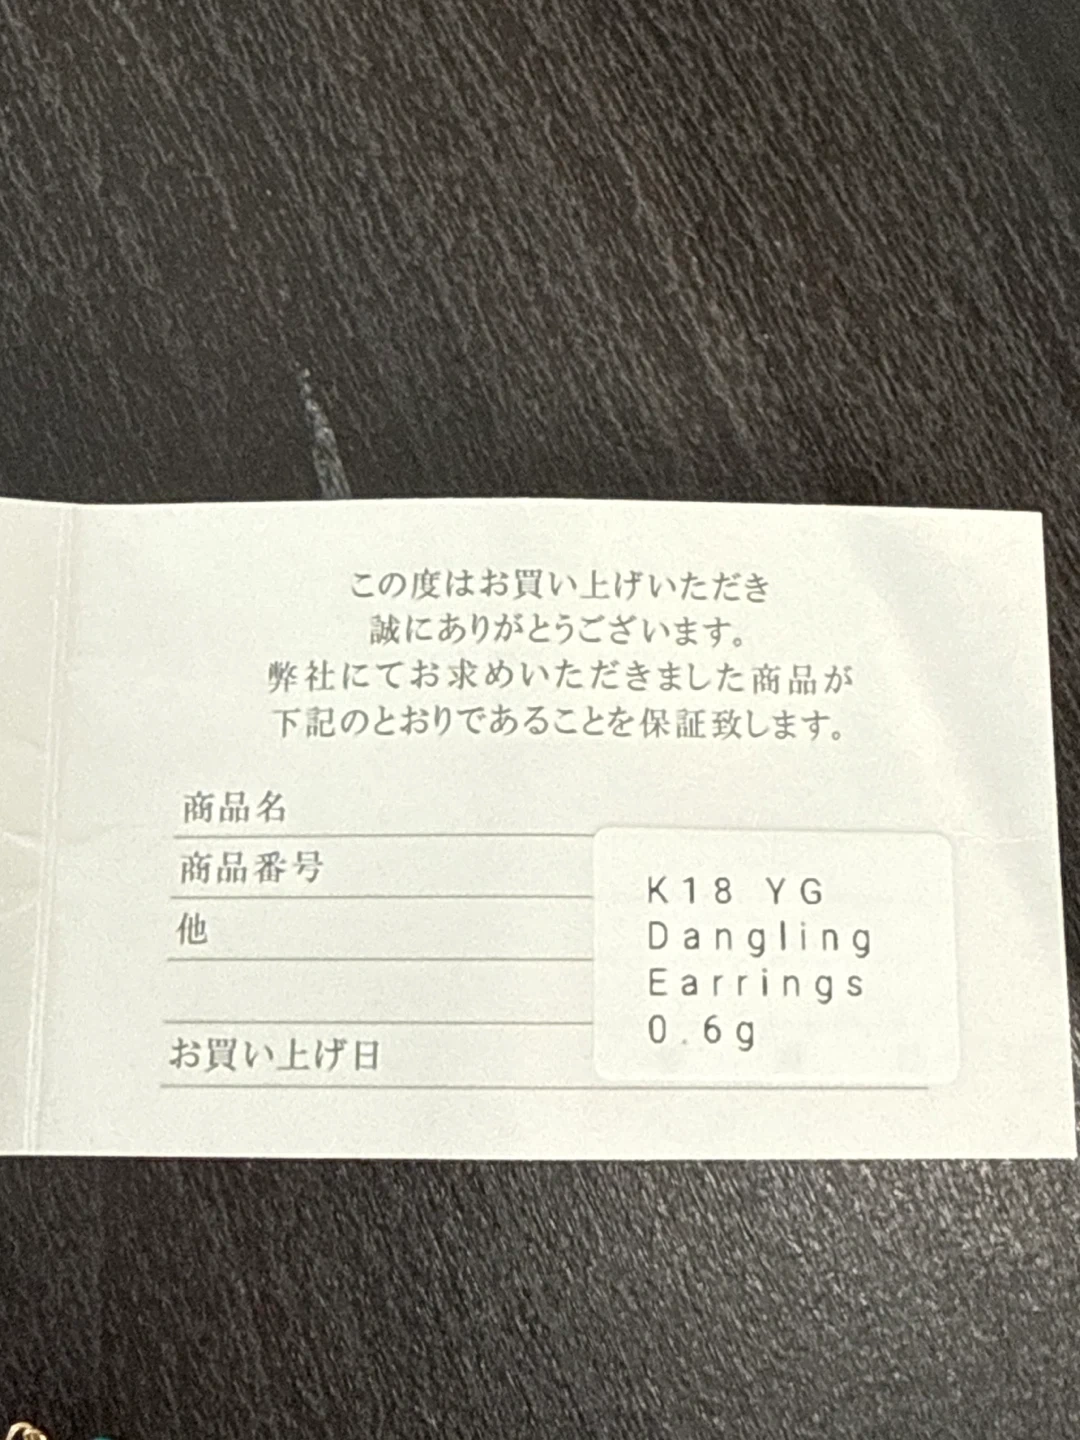 この度はお買い上げいただき
誠にありがとうございます。
弊社にてお求めいただきました商品が
下記のとおりであることを保証致します。
商品名
商品番号
他
お買い上げ日
K18 YG
Dangling
Earrings
0.6g